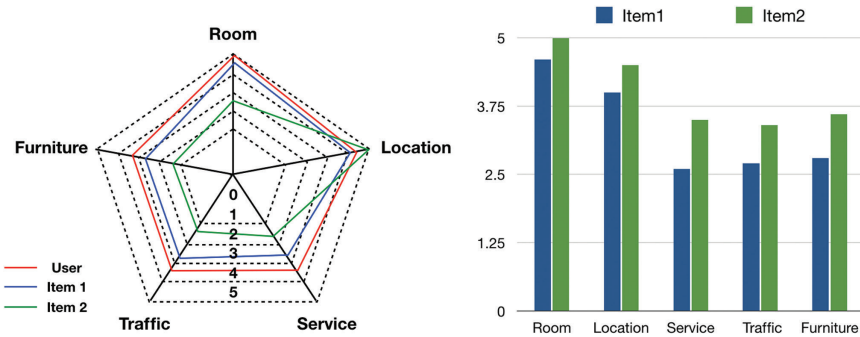 Room
Furniture
Location
0
1
2
3
4
5
User
Item 1
Item 2
Traffic
Service
Item1
Item2
5
3.75
2.5
1.25
0
Room Location Service Traffic Furniture